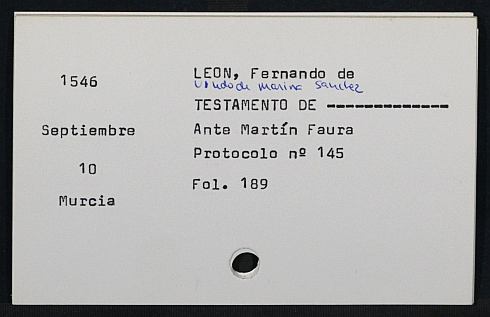 1546
Septiembre
10
Murcia
LEON, Fernando de
viudo de Marina Sanchez
TESTAMENTO DE -------------
Ante Martín Faura
Protocolo nº 145
Fol. 189